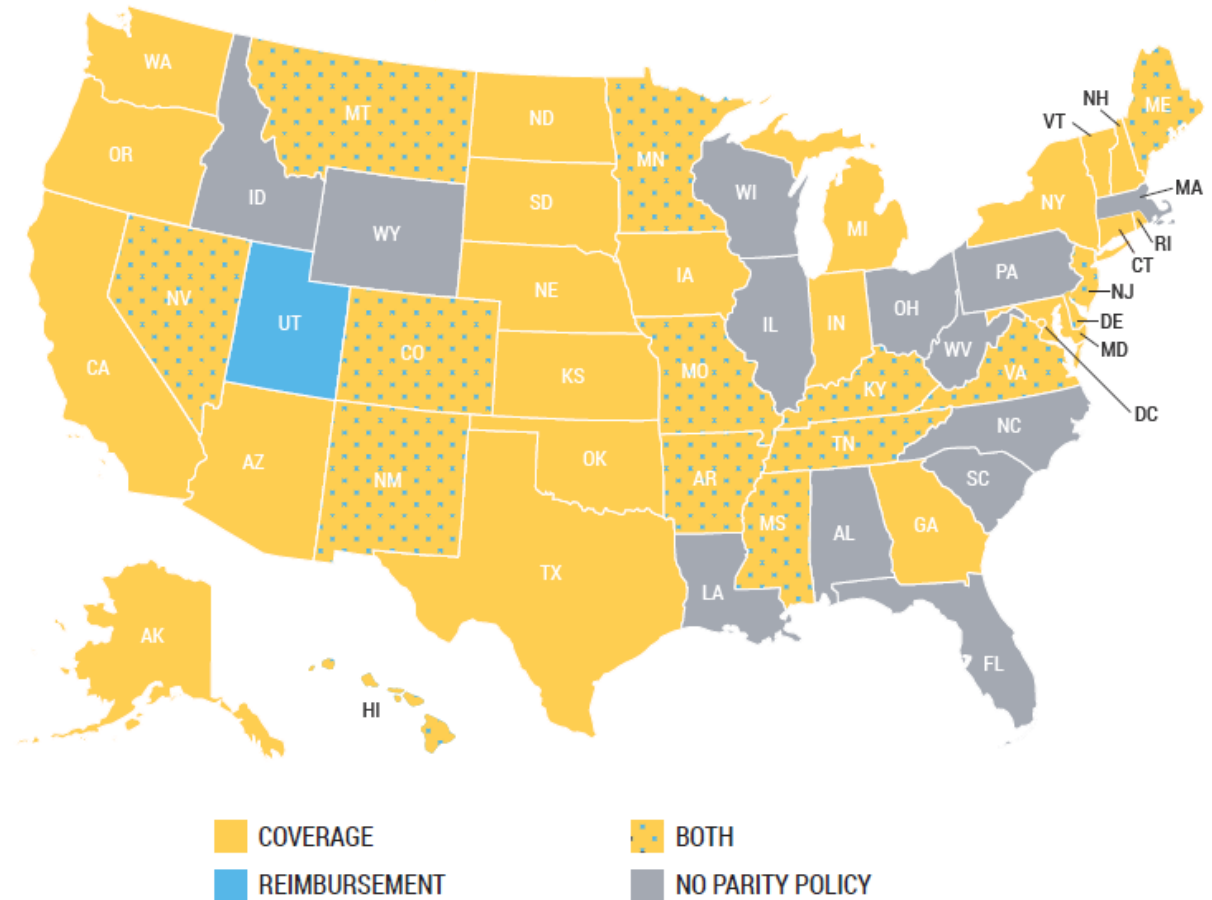 WA
MT
ND
MN
OR
ID
SD
WI
WY
MI
NH
VT
ME
NY
MA
RI
CT
NV
UT
CO
NE
IA
IL
IN
OH
PA
NJ
DE
MD
DC
CA
KS
MO
KY
WV
VA
AZ
NM
OK
AR
TN
NC
SC
TX
LA
MS
AL
GA
FL
AK
HI
COVERAGE
BOTH
REIMBURSEMENT
NO PARITY POLICY